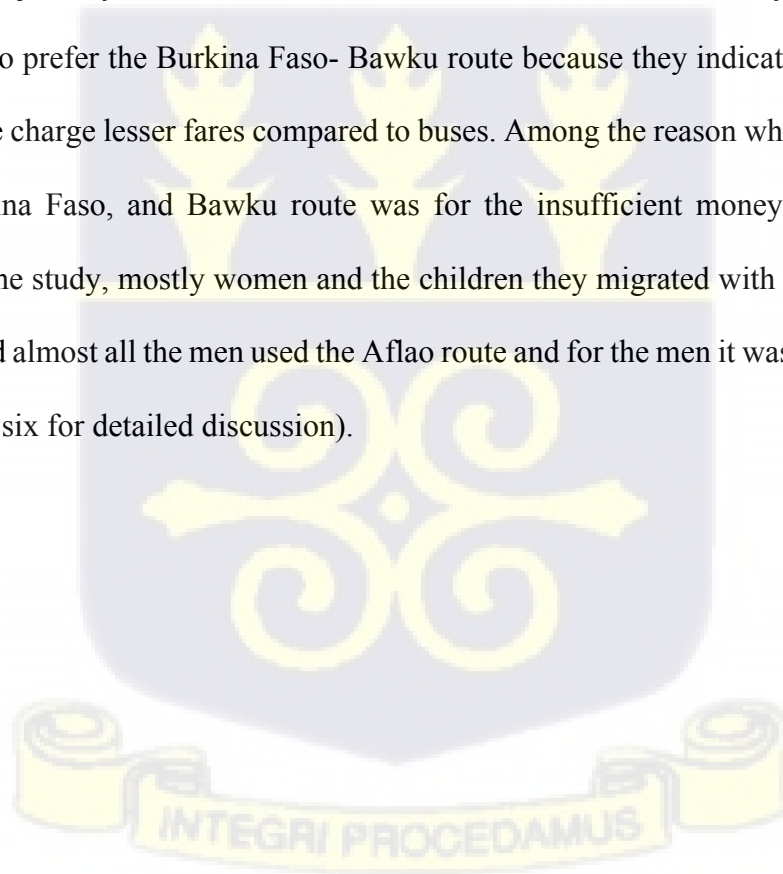 o prefer the Burkina Faso- Bawku route because they indicat
charge lesser fares compared to buses. Among the reason wh
ina Faso, and Bawku route was for the insufficient money
ne study, mostly women and the children they migrated with
d almost all the men used the Aflao route and for the men it was
six for detailed discussion).
INTEGRI PROCEDAMUS